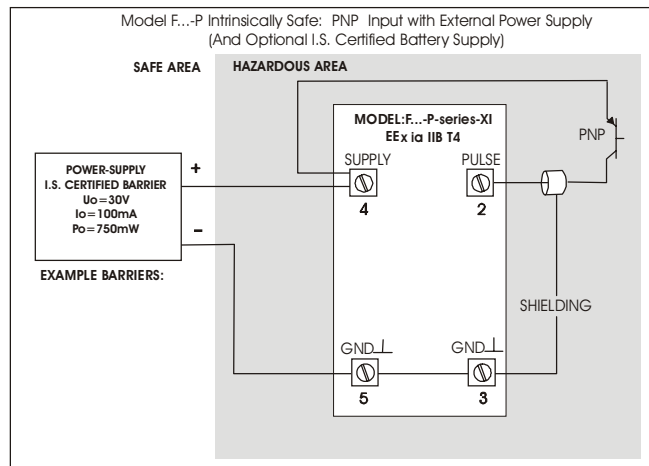 Model F...-P Intrinsically Safe: PNP Input with External Power Supply
(And Optional I.S. Certified Battery Supply)
SAFE AREA
HAZARDOUS AREA
MODEL:F...-P-series-XI
EEx ia IIB T4
PNP
SUPPLY
PULSE
POWER-SUPPLY
I.S. CERTIFIED BARRIER
Uo=30V
Io=100mA
Po=750mW
+
–
4
2
EXAMPLE BARRIERS:
SHIELDING
GND
GND
5
3